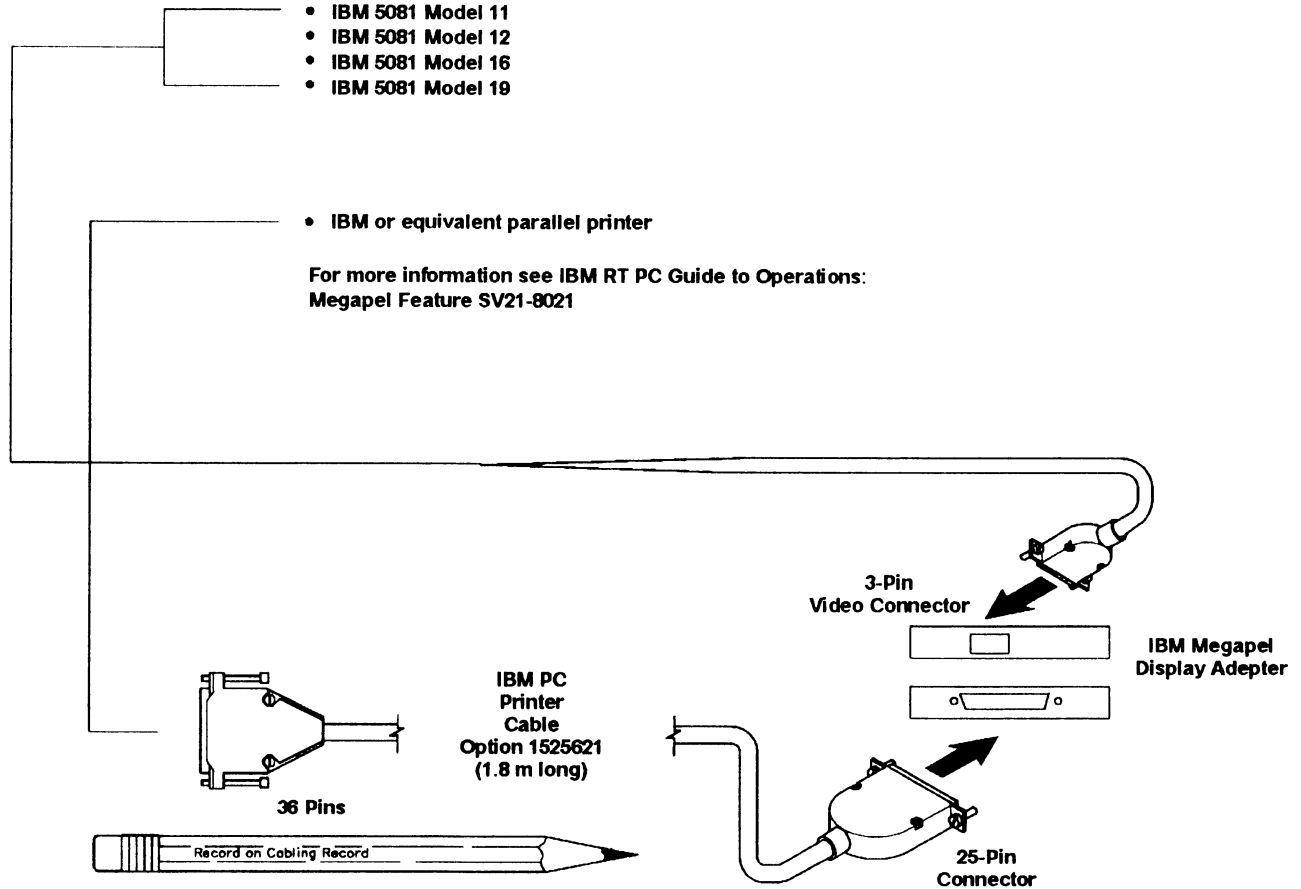 • IBM 5081 Model 11
• IBM 5081 Model 12
• IBM 5081 Model 16
• IBM 5081 Model 19
• IBM or equivalent parallel printer
For more information see IBM RT PC Guide to Operations:
Megapel Feature SV21-8021
3-Pin
Video Connector
IBM Megapel
Display Adepter
IBM PC
Printer
Cable
Option 1525621
(1.8 m long)
36 Pins
Record on Cabling Record
25-Pin
Connector